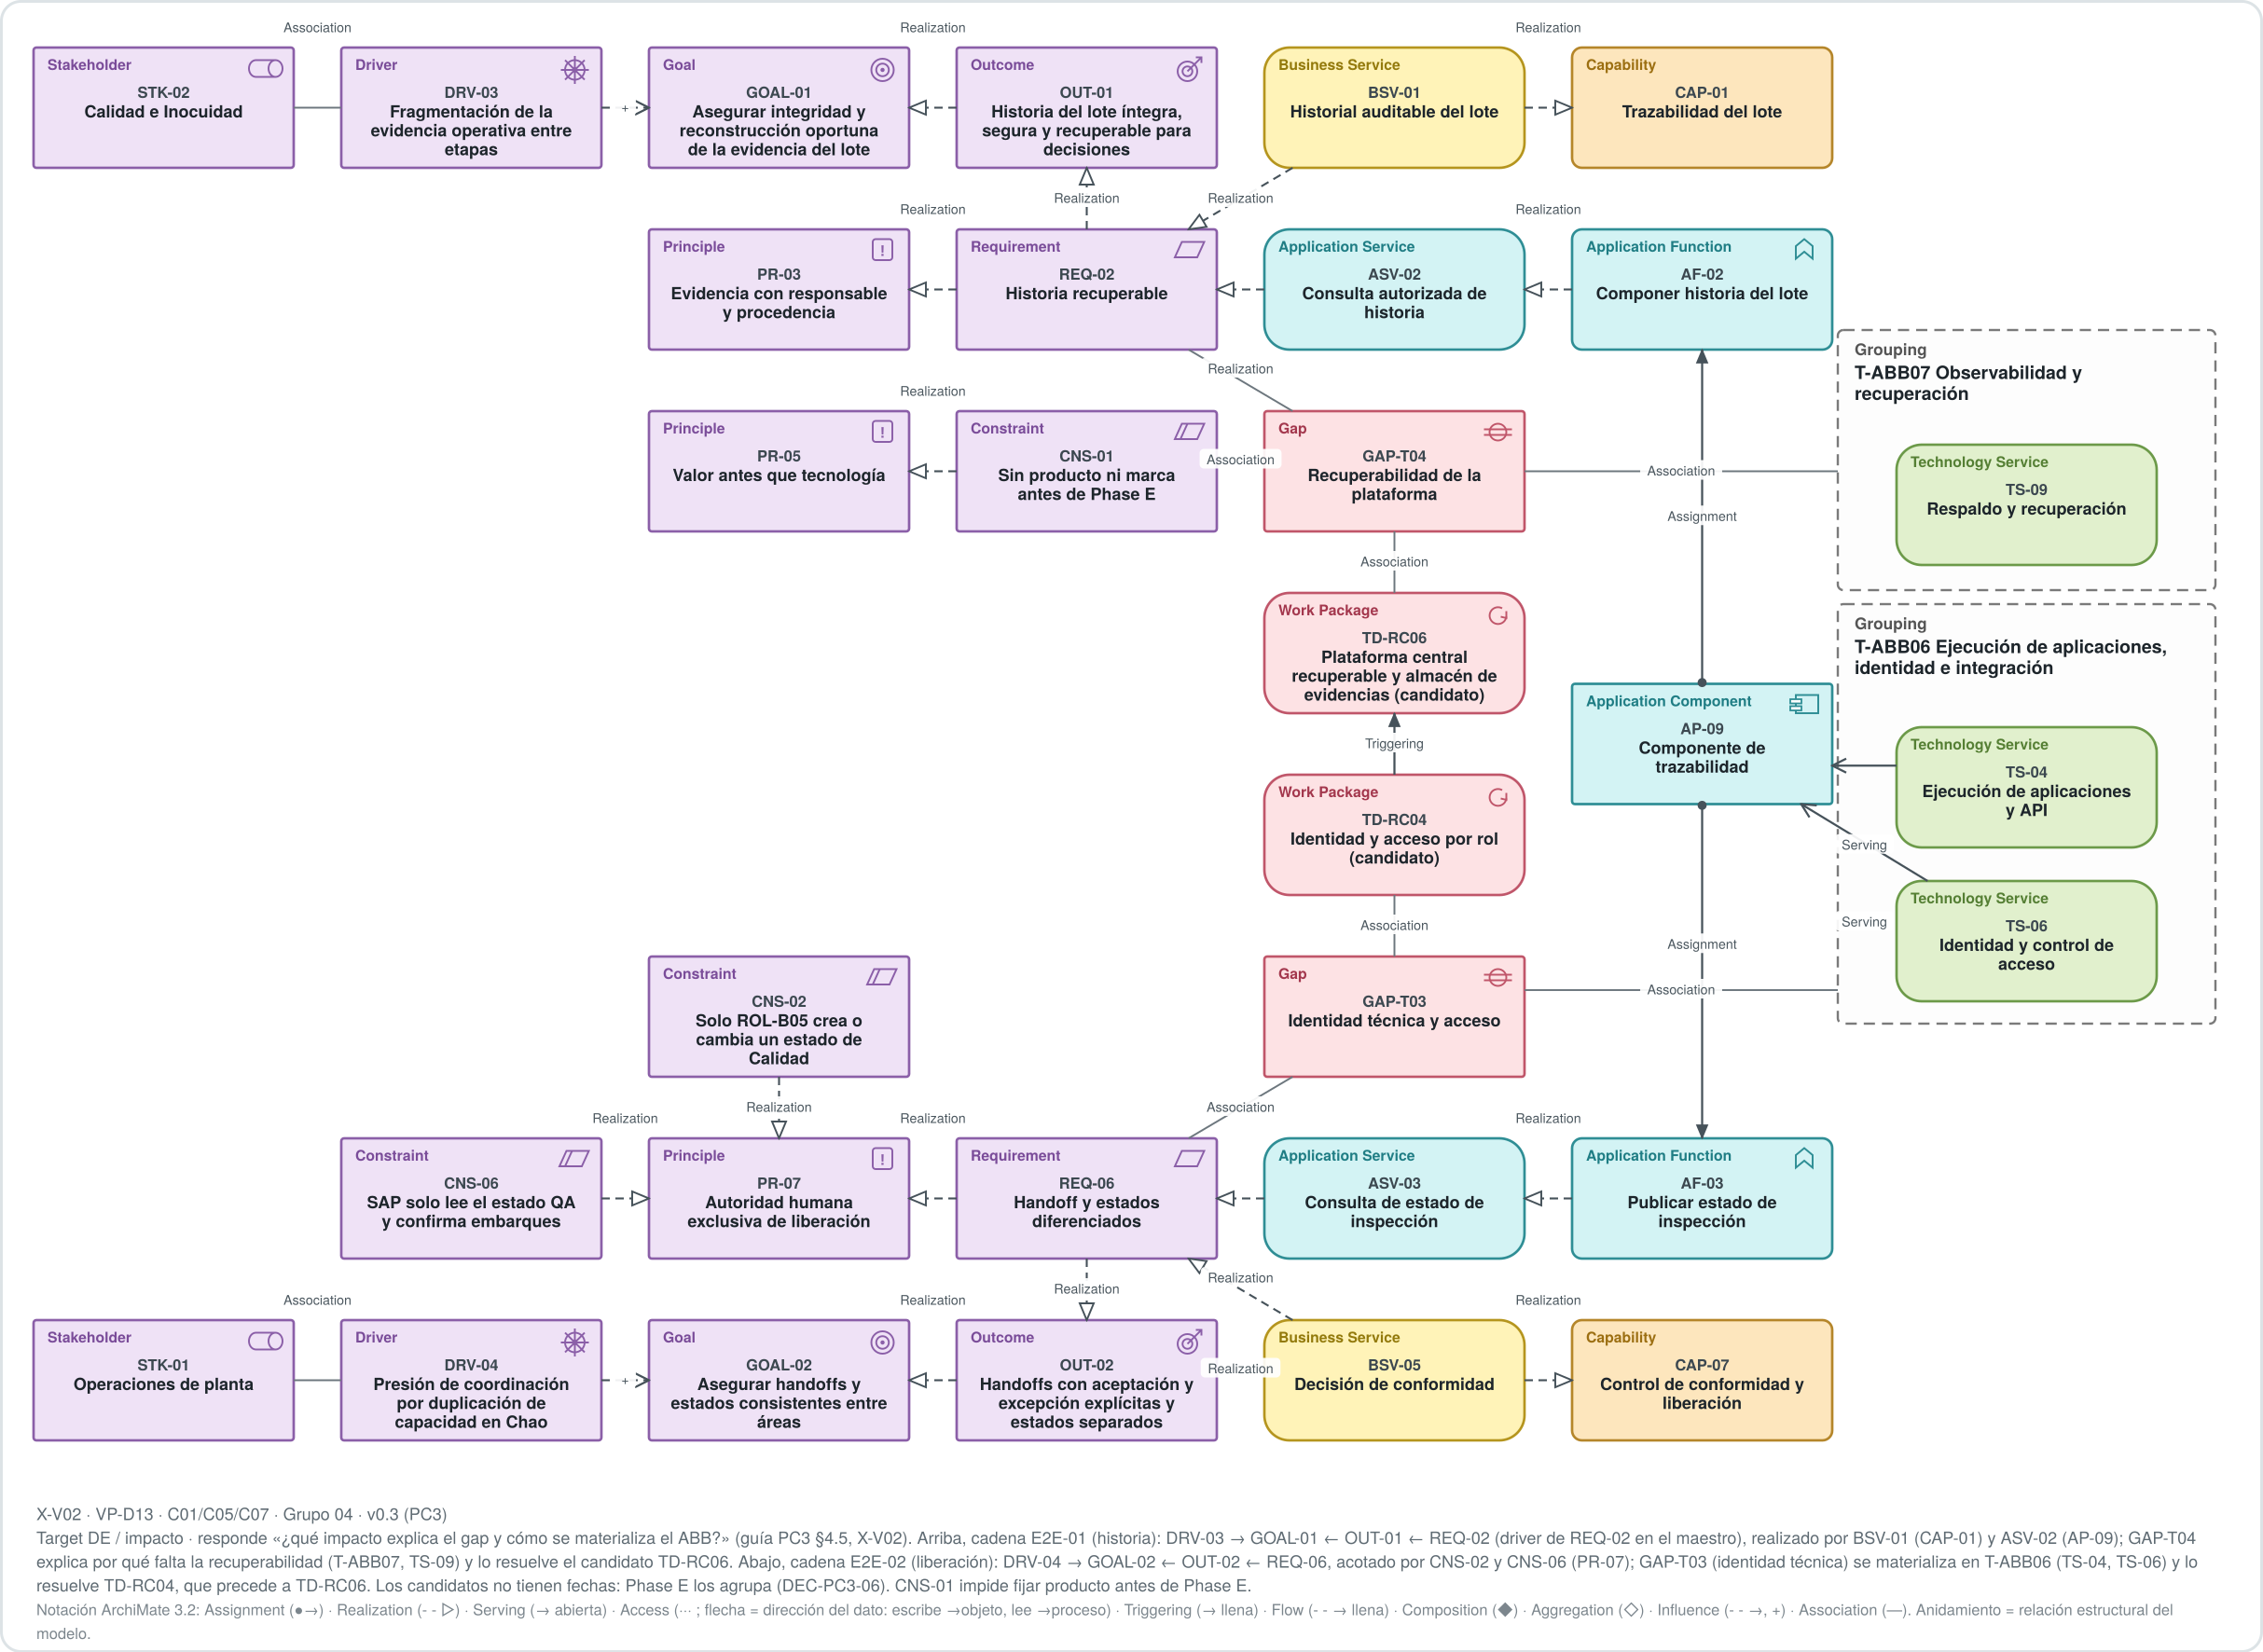 Association
Realization
Realization
Stakeholder
STK-02
Calidad e Inocuidad
Driver
DRV-03
Fragmentación de la
evidencia operativa entre
etapas
+
Goal
GOAL-01
Asegurar integridad y
reconstrucción oportuna
de la evidencia del lote
Outcome
OUT-01
Historia del lote íntegra,
segura y recuperable para
decisiones
Business Service
BSV-01
Historial auditable del lote
Capability
CAP-01
Trazabilidad del lote
Realization
Realization
Realization
Realization
Principle
!
PR-03
Evidencia con responsable
y procedencia
Requirement
REQ-02
Historia recuperable
Application Service
ASV-02
Consulta autorizada de
historia
Application Function
AF-02
Componer historia del lote
Realization
Realization
Grouping
T-ABB07 Observabilidad y
recuperación
Principle
!
PR-05
Valor antes que tecnología
Constraint
CNS-01
Sin producto ni marca
antes de Phase E
Association
Gap
GAP-T04
Recuperabilidad de la
plataforma
Association
Technology Service
TS-09
Respaldo y recuperación
Assignment
Association
Work Package
TD-RC06
Plataforma central
recuperable y almacén de
evidencias (candidato)
Grouping
T-ABB06 Ejecución de aplicaciones,
identidad e integración
Triggering
Application Component
AP-09
Componente de
trazabilidad
Technology Service
TS-04
Ejecución de aplicaciones
y API
Work Package
TD-RC04
Identidad y acceso por rol
(candidato)
Serving
Technology Service
TS-06
Identidad y control de
acceso
Serving
Association
Assignment
Constraint
CNS-02
Solo ROL-B05 crea o
cambia un estado de
Calidad
Gap
GAP-T03
Identidad técnica y acceso
Association
Realization
Realization
Realization
Association
Realization
Constraint
CNS-06
SAP solo lee el estado QA
y confirma embarques
Principle
!
PR-07
Autoridad humana
exclusiva de liberación
Requirement
REQ-06
Handoff y estados
diferenciados
Application Service
ASV-03
Consulta de estado de
inspección
Application Function
AF-03
Publicar estado de
inspección
Association
Realization
Realization
Realization
Realization
Stakeholder
STK-01
Operaciones de planta
Driver
DRV-04
Presión de coordinación
por duplicación de
capacidad en Chao
+
Goal
GOAL-02
Asegurar handoffs y
estados consistentes entre
áreas
Outcome
OUT-02
Handoffs con aceptación y
excepción explícitas y
estados separados
Realization
Business Service
BSV-05
Decisión de conformidad
Capability
CAP-07
Control de conformidad y
liberación
X-V02 · VP-D13 · C01/C05/C07 · Grupo 04 · v0.3 (PC3)
Target DE / impacto · responde «¿qué impacto explica el gap y cómo se materializa el ABB?» (guía PC3 §4.5, X-V02). Arriba, cadena E2E-01 (historia): DRV-03 → GOAL-01 ← OUT-01 ← REQ-02 (driver de REQ-02 en el maestro), realizado por BSV-01 (CAP-01) y ASV-02 (AP-09); GAP-T04
explica por qué falta la recuperabilidad (T-ABB07, TS-09) y lo resuelve el candidato TD-RC06. Abajo, cadena E2E-02 (liberación): DRV-04 → GOAL-02 ← OUT-02 ← REQ-06, acotado por CNS-02 y CNS-06 (PR-07); GAP-T03 (identidad técnica) se materializa en T-ABB06 (TS-04, TS-06) y lo
resuelve TD-RC04, que precede a TD-RC06. Los candidatos no tienen fechas: Phase E los agrupa (DEC-PC3-06). CNS-01 impide fijar producto antes de Phase E.
Notación ArchiMate 3.2: Assignment (●→) · Realization (- - ▷) · Serving (→ abierta) · Access (··· ; flecha = dirección del dato: escribe →objeto, lee →proceso) · Triggering (→ llena) · Flow (- - → llena) · Composition (◆) · Aggregation (◇) · Influence (- - →, +) · Association (—). Anidamiento = relación estructural del
modelo.